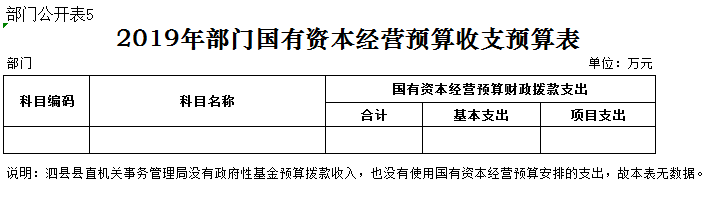 部门公开表5
2019年部门国有资本经营预算收支预算表
部门 单位：万元
科目编码 科目名称 国有资本经营预算财政拨款支出
合计 基本支出 项目支出
说明：泗县县直机关事务管理局没有政府性基金预算拨款收入，也没有使用国有资本经营预算安排的支出，故本表无数据。